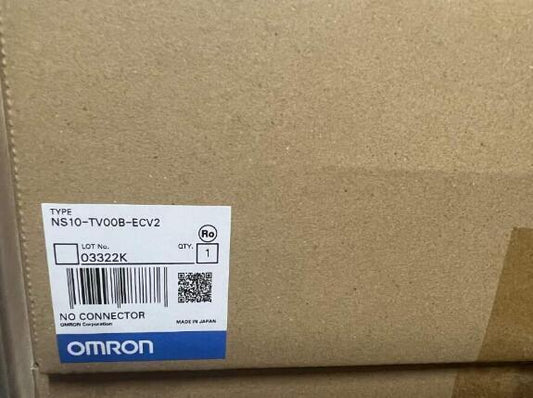 TYPE
NS10-TV00B-ECV2
Ro
LOT No. QTY.
03322K 1
NO CONNECTOR
OMRON Corporation MADE IN JAPAN
OMRON